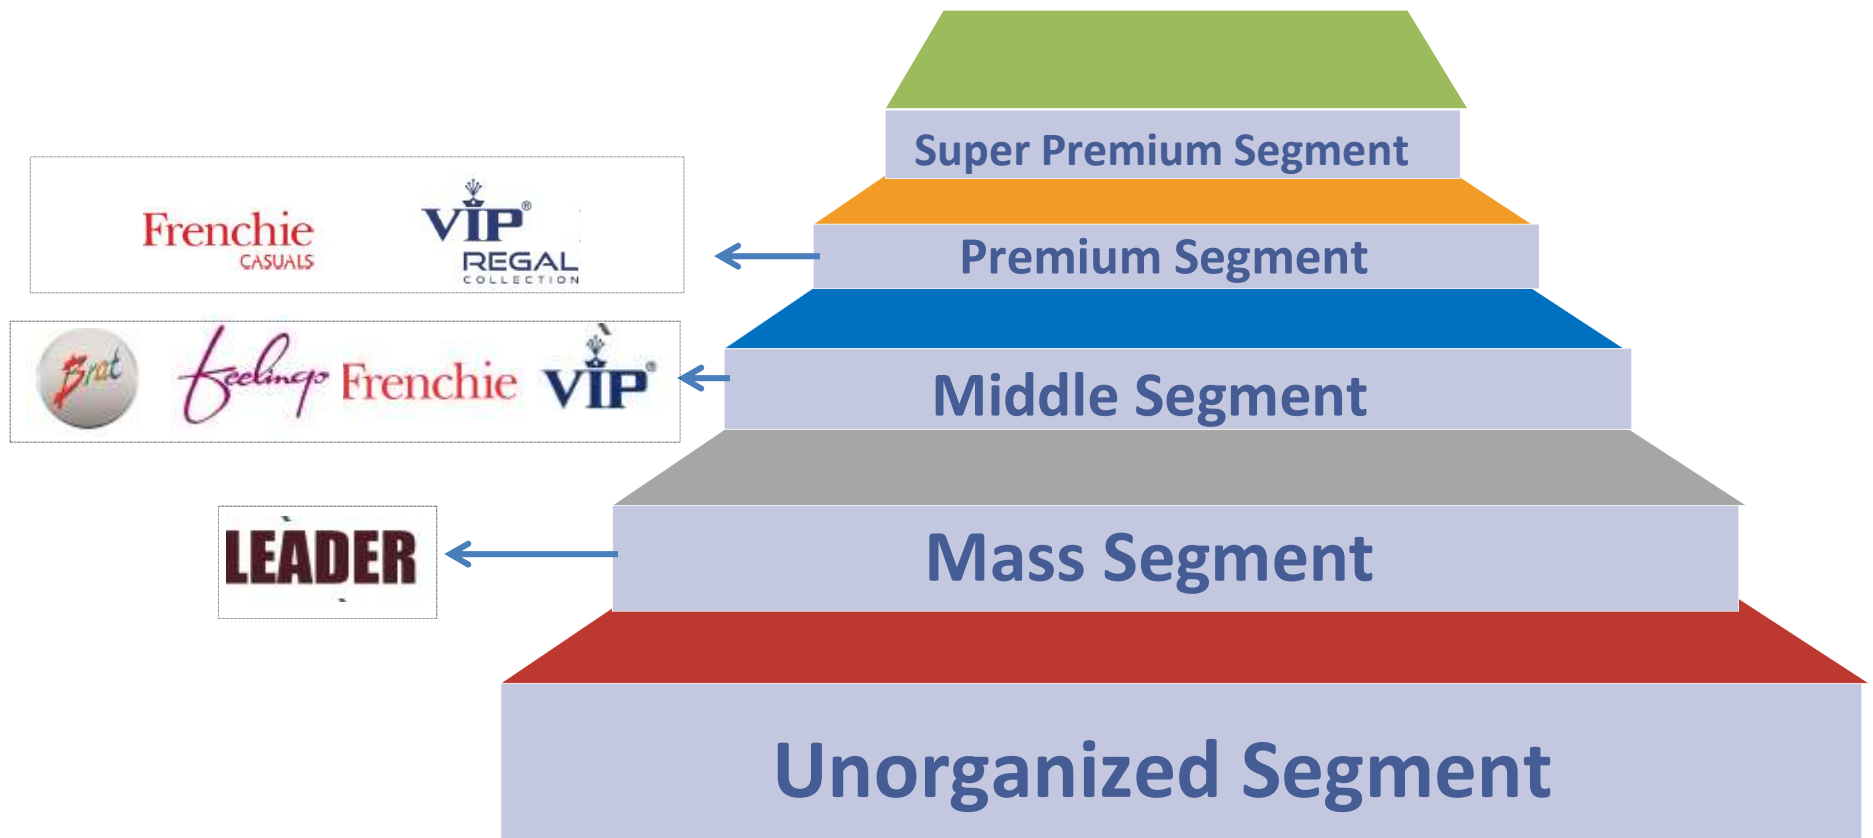 Super Premium Segment
Frenchie
CASUALS
VIP®
REGAL
COLLECTION
Premium Segment
Brat
feelings
Frenchie
VIP®
Middle Segment
LEADER
Mass Segment
Unorganized Segment